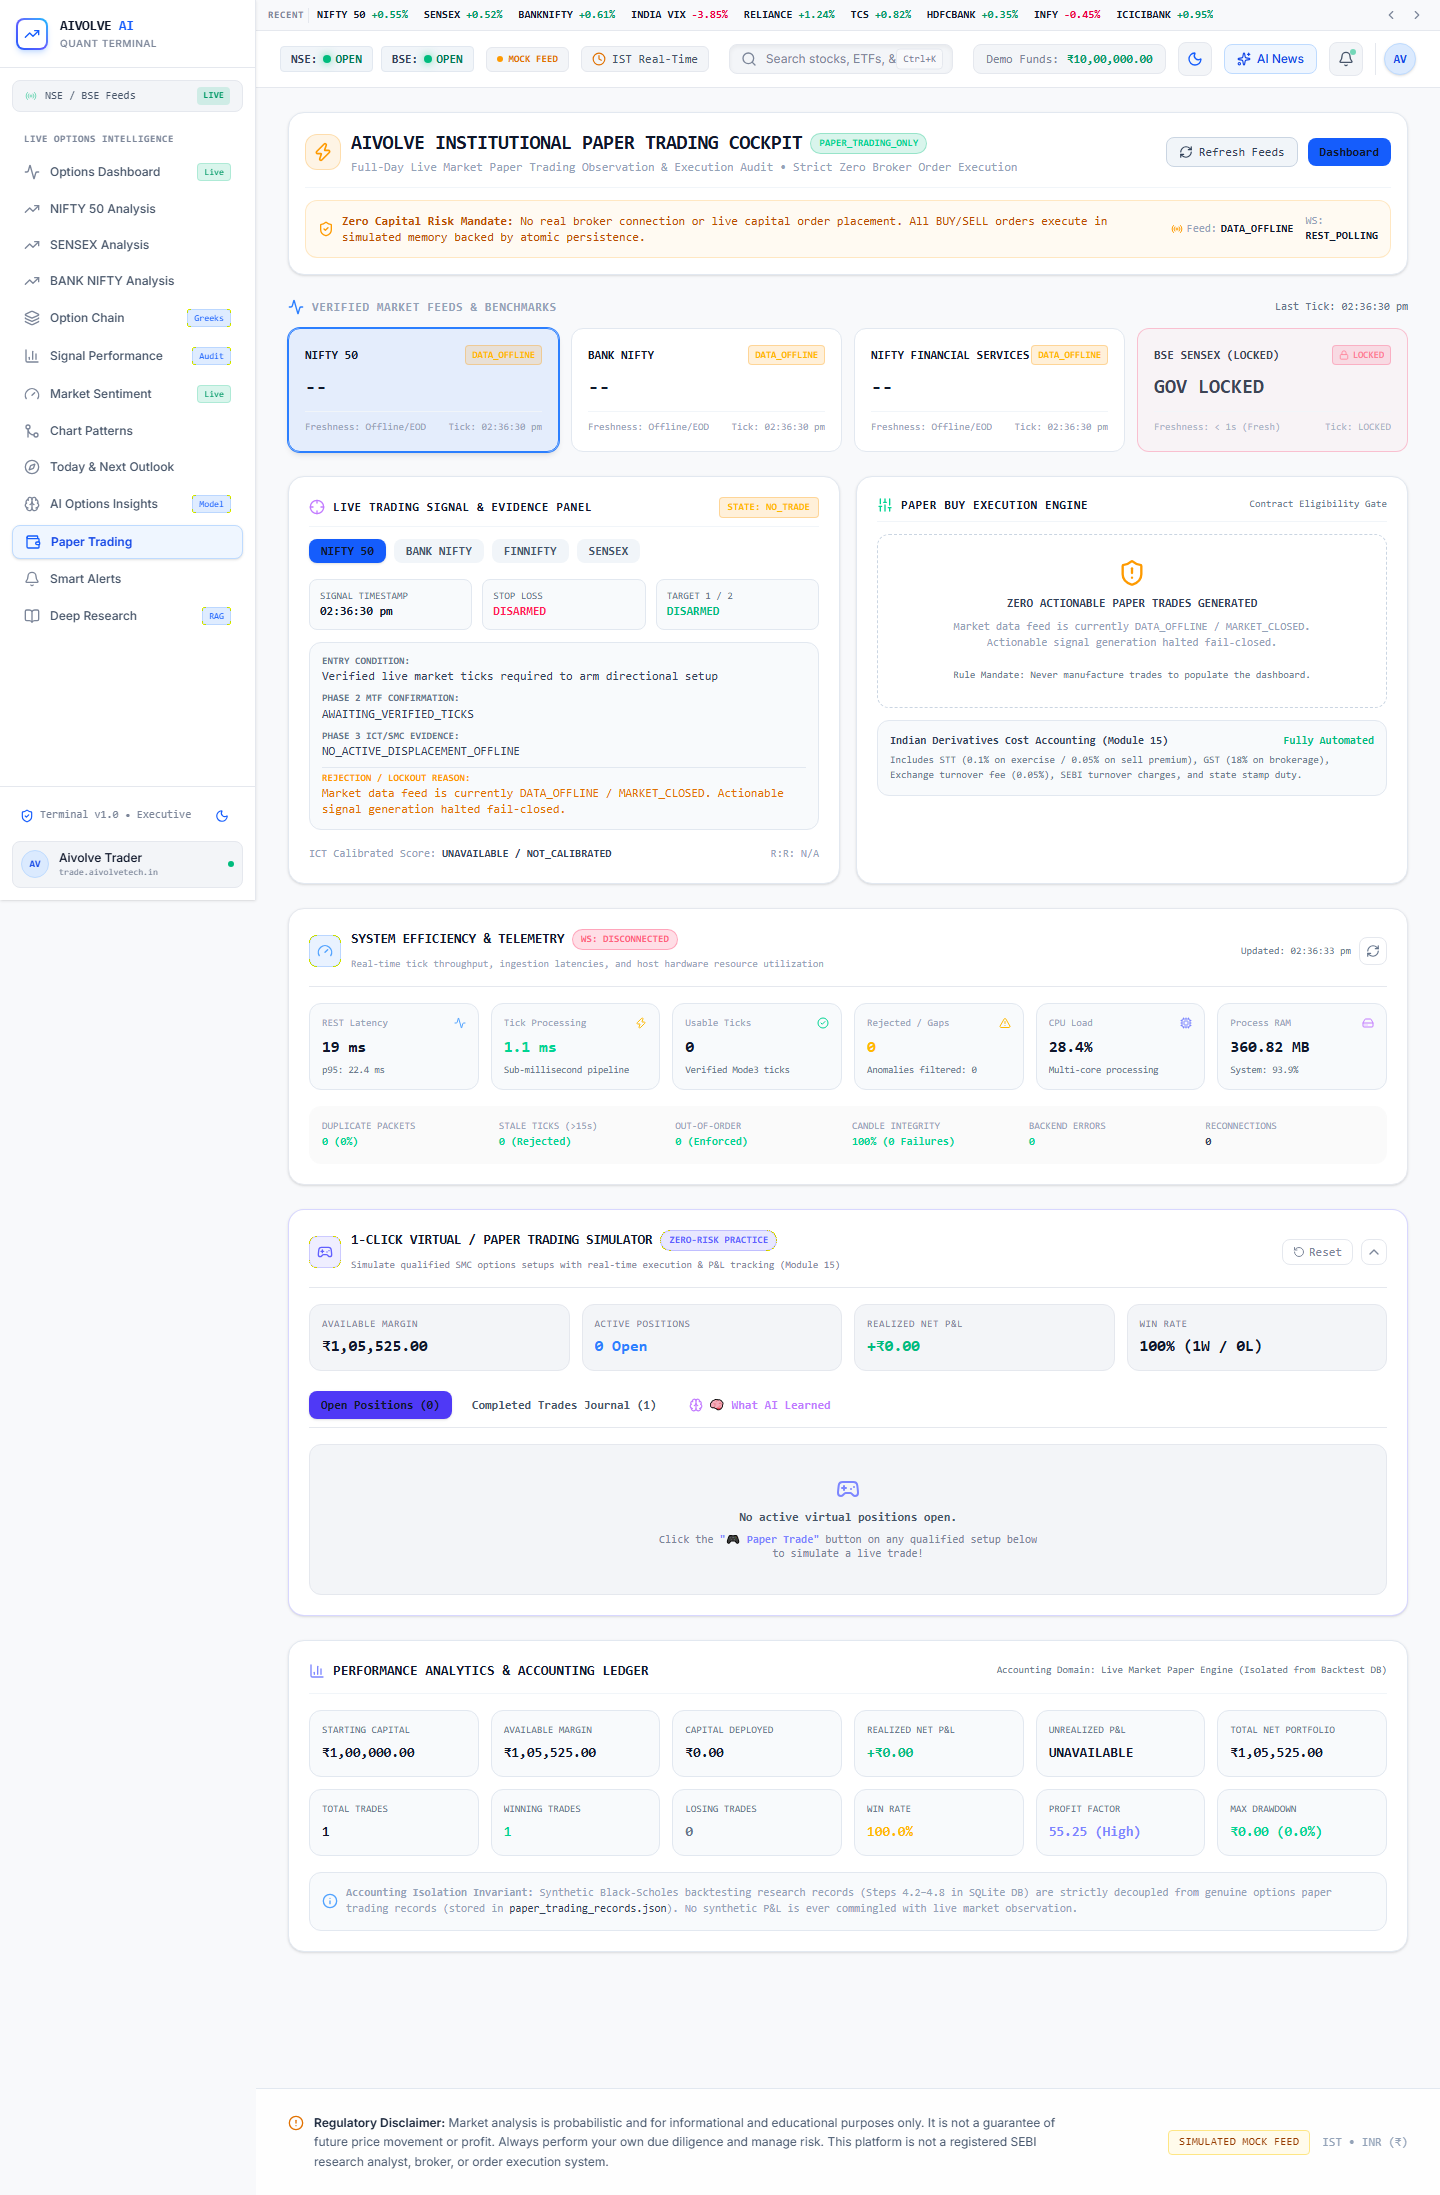 AIVOLVE AI
QUANT TERMINAL
NSE / BSE Feeds LIVE
LIVE OPTIONS INTELLIGENCE
Options Dashboard Live
NIFTY 50 Analysis
SENSEX Analysis
BANK NIFTY Analysis
Option Chain Greeks
Signal Performance Audit
Market Sentiment Live
Chart Patterns
Today & Next Outlook
AI Options Insights Model
Paper Trading
Smart Alerts
Deep Research RAG
Terminal v1.0 • Executive
AV Aivolve Trader
trade.aivolvetech.in
RECENT NIFTY 50 +0.55% SENSEX +0.52% BANKNIFTY +0.61% INDIA VIX -3.85% RELIANCE +1.24% TCS +0.82% HDFCBANK +0.35% INFY -0.45% ICICIBANK +0.95%
NSE: OPEN BSE: OPEN MOCK FEED IST Real-Time Search stocks, ETFs, & Ctrl+K Demo Funds: ₹10,00,000.00 AI News AV
AIVOLVE INSTITUTIONAL PAPER TRADING COCKPIT PAPER_TRADING_ONLY
Full-Day Live Market Paper Trading Observation & Execution Audit • Strict Zero Broker Order Execution
Refresh Feeds Dashboard
Zero Capital Risk Mandate: No real broker connection or live capital order placement. All BUY/SELL orders execute in
simulated memory backed by atomic persistence.
Feed: DATA_OFFLINE WS:
REST_POLLING
VERIFIED MARKET FEEDS & BENCHMARKS Last Tick: 02:36:30 pm
NIFTY 50 DATA_OFFLINE
--
Freshness: Offline/EOD Tick: 02:36:30 pm
BANK NIFTY DATA_OFFLINE
--
Freshness: Offline/EOD Tick: 02:36:30 pm
NIFTY FINANCIAL SERVICES DATA_OFFLINE
--
Freshness: Offline/EOD Tick: 02:36:30 pm
BSE SENSEX (LOCKED) LOCKED
GOV LOCKED
Freshness: < 1s (Fresh) Tick: LOCKED
LIVE TRADING SIGNAL & EVIDENCE PANEL STATE: NO_TRADE
NIFTY 50 BANK NIFTY FINNIFTY SENSEX
SIGNAL TIMESTAMP
02:36:30 pm
STOP LOSS
DISARMED
TARGET 1 / 2
DISARMED
ENTRY CONDITION:
Verified live market ticks required to arm directional setup
PHASE 2 MTF CONFIRMATION:
AWAITING_VERIFIED_TICKS
PHASE 3 ICT/SMC EVIDENCE:
NO_ACTIVE_DISPLACEMENT_OFFLINE
REJECTION / LOCKOUT REASON:
Market data feed is currently DATA_OFFLINE / MARKET_CLOSED. Actionable
signal generation halted fail-closed.
ICT Calibrated Score: UNAVAILABLE / NOT_CALIBRATED R:R: N/A
PAPER BUY EXECUTION ENGINE Contract Eligibility Gate
ZERO ACTIONABLE PAPER TRADES GENERATED
Market data feed is currently DATA_OFFLINE / MARKET_CLOSED.
Actionable signal generation halted fail-closed.
Rule Mandate: Never manufacture trades to populate the dashboard.
Indian Derivatives Cost Accounting (Module 15) Fully Automated
Includes STT (0.1% on exercise / 0.05% on sell premium), GST (18% on brokerage),
Exchange turnover fee (0.05%), SEBI turnover charges, and state stamp duty.
SYSTEM EFFICIENCY & TELEMETRY WS: DISCONNECTED
Real-time tick throughput, ingestion latencies, and host hardware resource utilization
Updated: 02:36:33 pm
REST Latency
19 ms
p95: 22.4 ms
Tick Processing
1.1 ms
Sub-millisecond pipeline
Usable Ticks
0
Verified Mode3 ticks
Rejected / Gaps
0
Anomalies filtered: 0
CPU Load
28.4%
Multi-core processing
Process RAM
360.82 MB
System: 93.9%
DUPLICATE PACKETS
0 (0%)
STALE TICKS (>15s)
0 (Rejected)
OUT-OF-ORDER
0 (Enforced)
CANDLE INTEGRITY
100% (0 Failures)
BACKEND ERRORS
0
RECONNECTIONS
0
1-CLICK VIRTUAL / PAPER TRADING SIMULATOR ZERO-RISK PRACTICE
Simulate qualified SMC options setups with real-time execution & P&L tracking (Module 15)
Reset
AVAILABLE MARGIN
₹1,05,525.00
ACTIVE POSITIONS
0 Open
REALIZED NET P&L
+₹0.00
WIN RATE
100% (1W / 0L)
Open Positions (0) Completed Trades Journal (1) 🧠 What AI Learned
No active virtual positions open.
Click the "🎮 Paper Trade" button on any qualified setup below
to simulate a live trade!
PERFORMANCE ANALYTICS & ACCOUNTING LEDGER Accounting Domain: Live Market Paper Engine (Isolated from Backtest DB)
STARTING CAPITAL
₹1,00,000.00
AVAILABLE MARGIN
₹1,05,525.00
CAPITAL DEPLOYED
₹0.00
REALIZED NET P&L
+₹0.00
UNREALIZED P&L
UNAVAILABLE
TOTAL NET PORTFOLIO
₹1,05,525.00
TOTAL TRADES
1
WINNING TRADES
1
LOSING TRADES
0
WIN RATE
100.0%
PROFIT FACTOR
55.25 (High)
MAX DRAWDOWN
₹0.00 (0.0%)
Accounting Isolation Invariant: Synthetic Black-Scholes backtesting research records (Steps 4.2–4.8 in SQLite DB) are strictly decoupled from genuine options paper
trading records (stored in paper_trading_records.json). No synthetic P&L is ever commingled with live market observation.
Regulatory Disclaimer: Market analysis is probabilistic and for informational and educational purposes only. It is not a guarantee of
future price movement or profit. Always perform your own due diligence and manage risk. This platform is not a registered SEBI
research analyst, broker, or order execution system.
SIMULATED MOCK FEED IST • INR (₹)